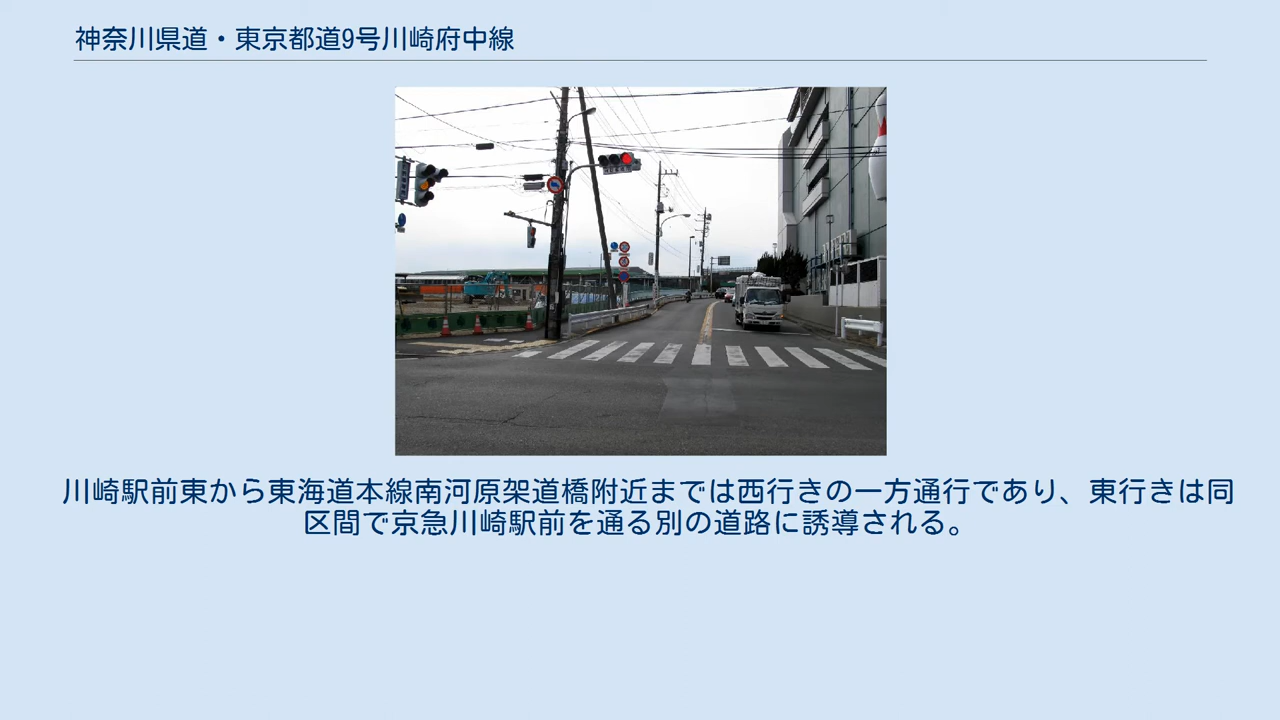 神奈川県道・東京都道9号川崎府中線
川崎駅前東から東海道本線南河原架道橋附近までは西行きの一方通行であり、東行きは同
区間で京急川崎駅前を通る別の道路に誘導される。